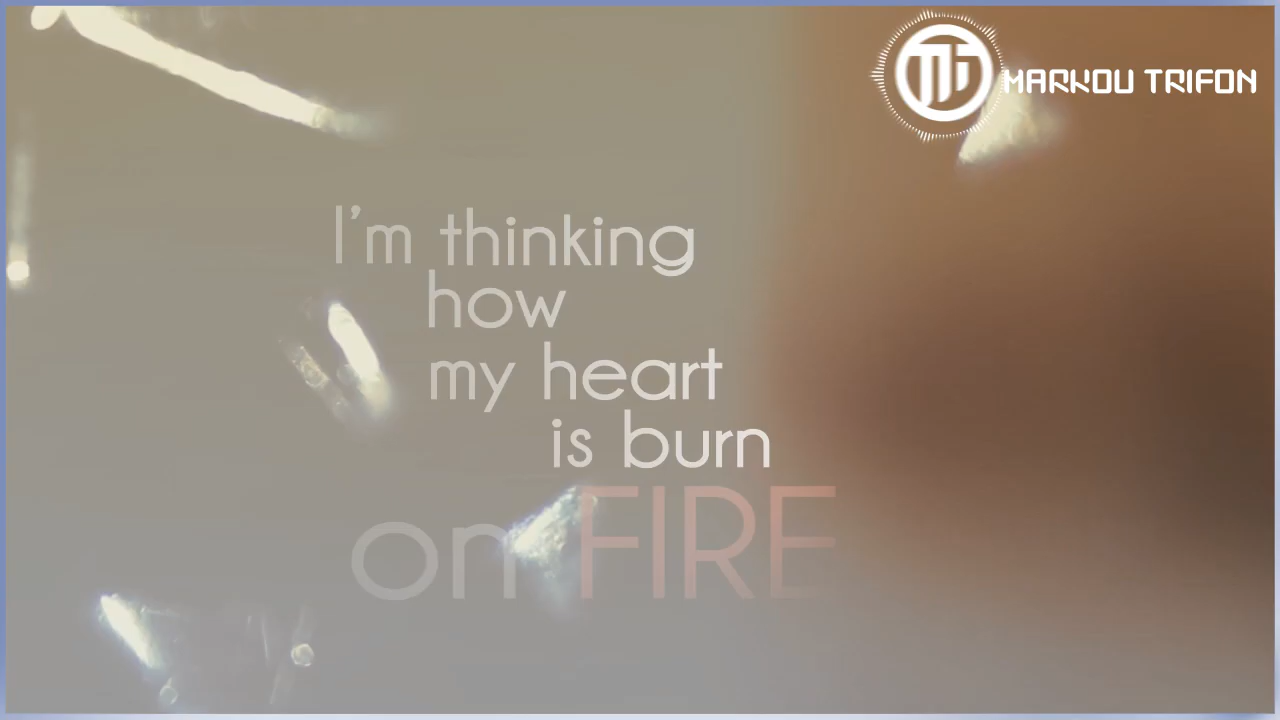 MARKOU TRIFON
I'm thinking
how
my heart
is burn
on FIRE